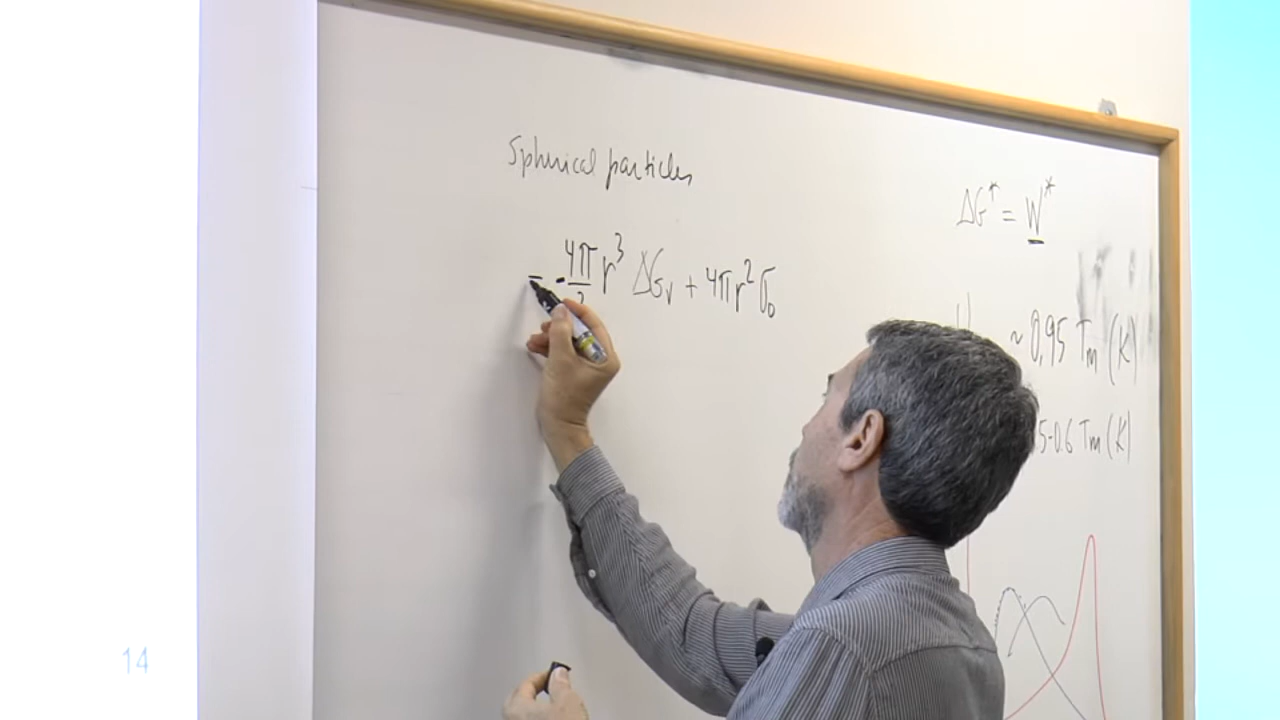 Spherical particles
= - 4π/3 r³ ΔGv + 4πr² σ₀
ΔG* = W*
~ 0,95 Tm (K)
5-0.6 Tm (K)
14